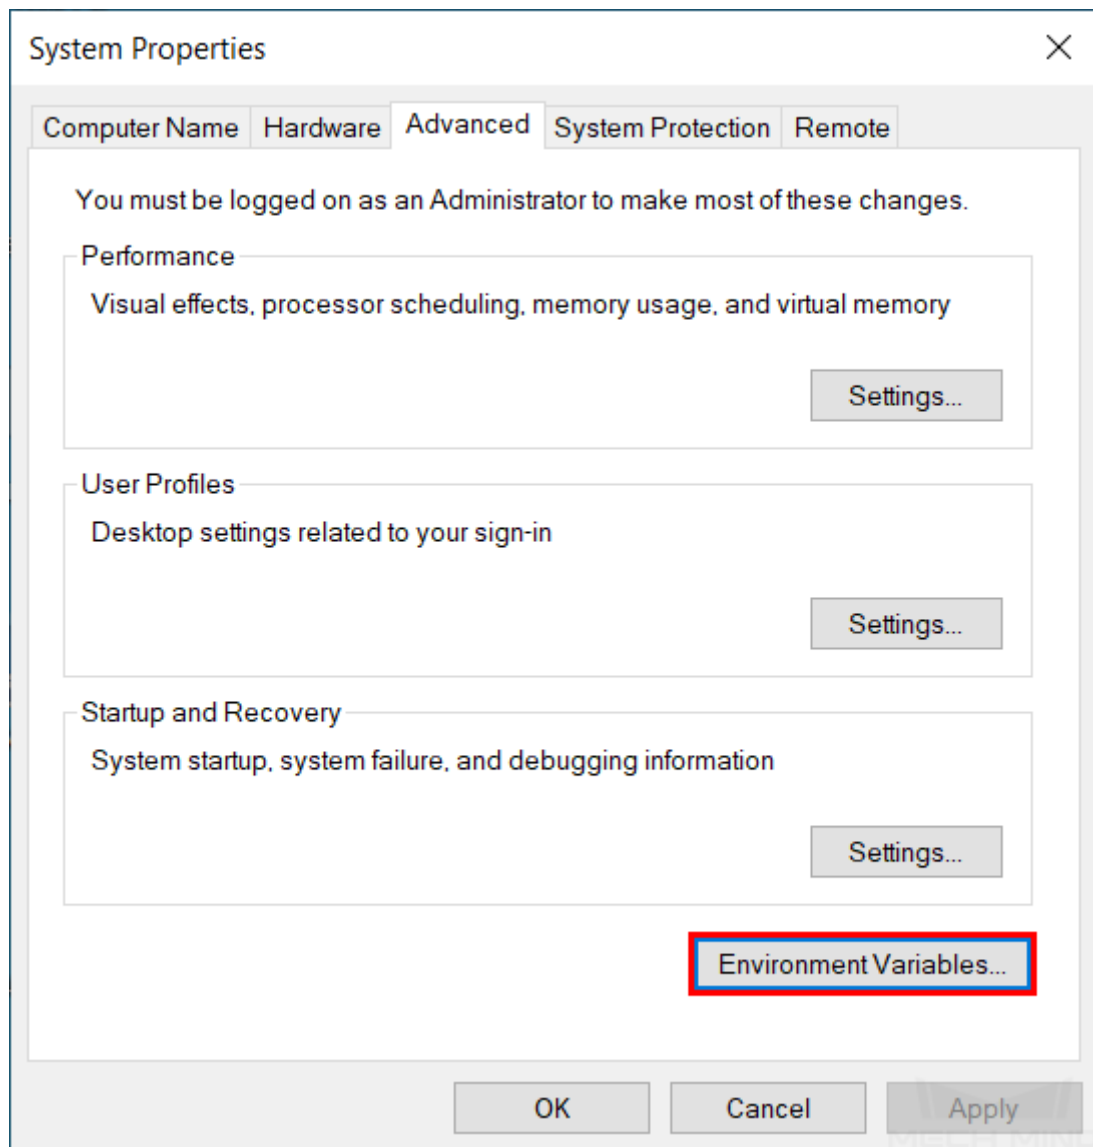 System Properties
Computer Name Hardware Advanced System Protection Remote
You must be logged on as an Administrator to make most of these changes.
Performance
Visual effects, processor scheduling, memory usage, and virtual memory
Settings...
User Profiles
Desktop settings related to your sign-in
Settings...
Startup and Recovery
System startup, system failure, and debugging information
Settings...
Environment Variables...
OK Cancel Apply
MECH MIND